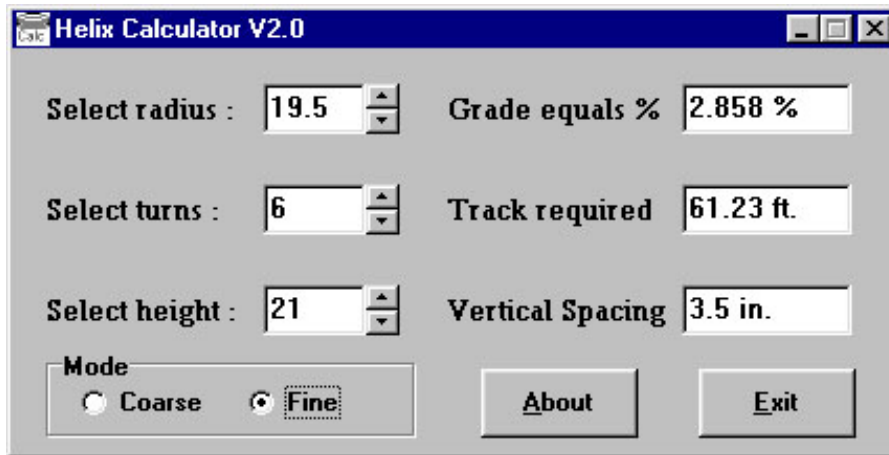 Calc Helix Calculator V2.0
Select radius : 19.5 Grade equals % 2.858 %
Select turns : 6 Track required 61.23 ft.
Select height : 21 Vertical Spacing 3.5 in.
Mode
Coarse Fine About Exit